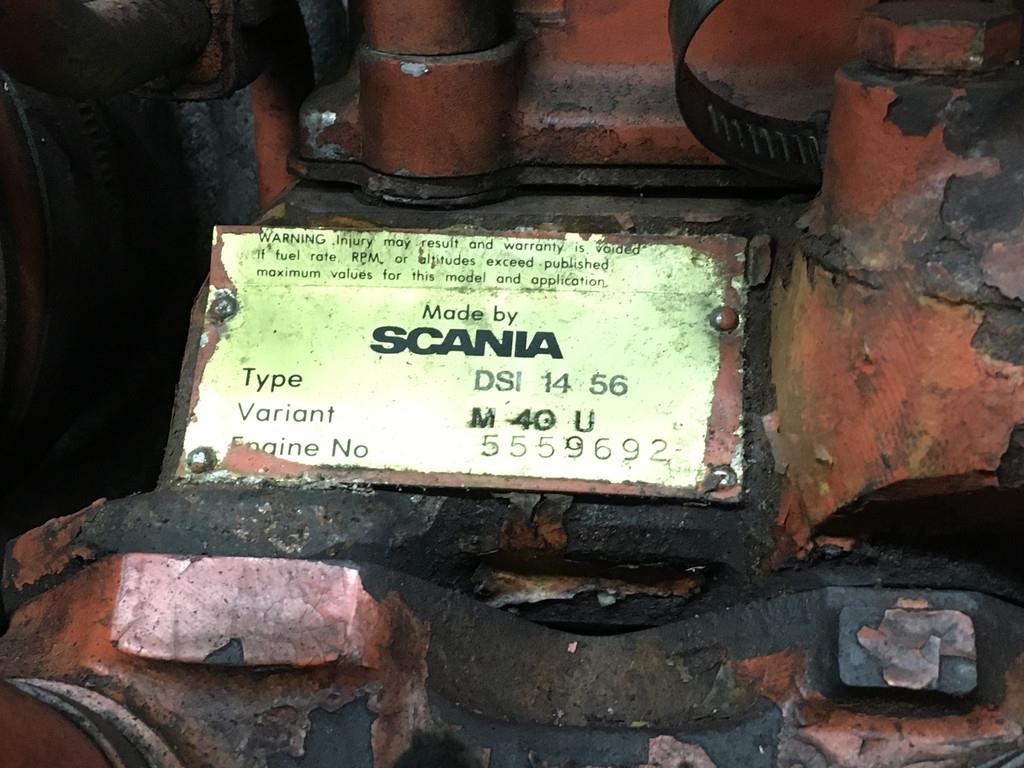 WARNING Injury may result and warranty is voided
If fuel rate, RPM, or altitudes exceed published
maximum values for this model and application.
Made by
SCANIA
Type DSI 14 56
Variant M 40 U
Engine No 5559692